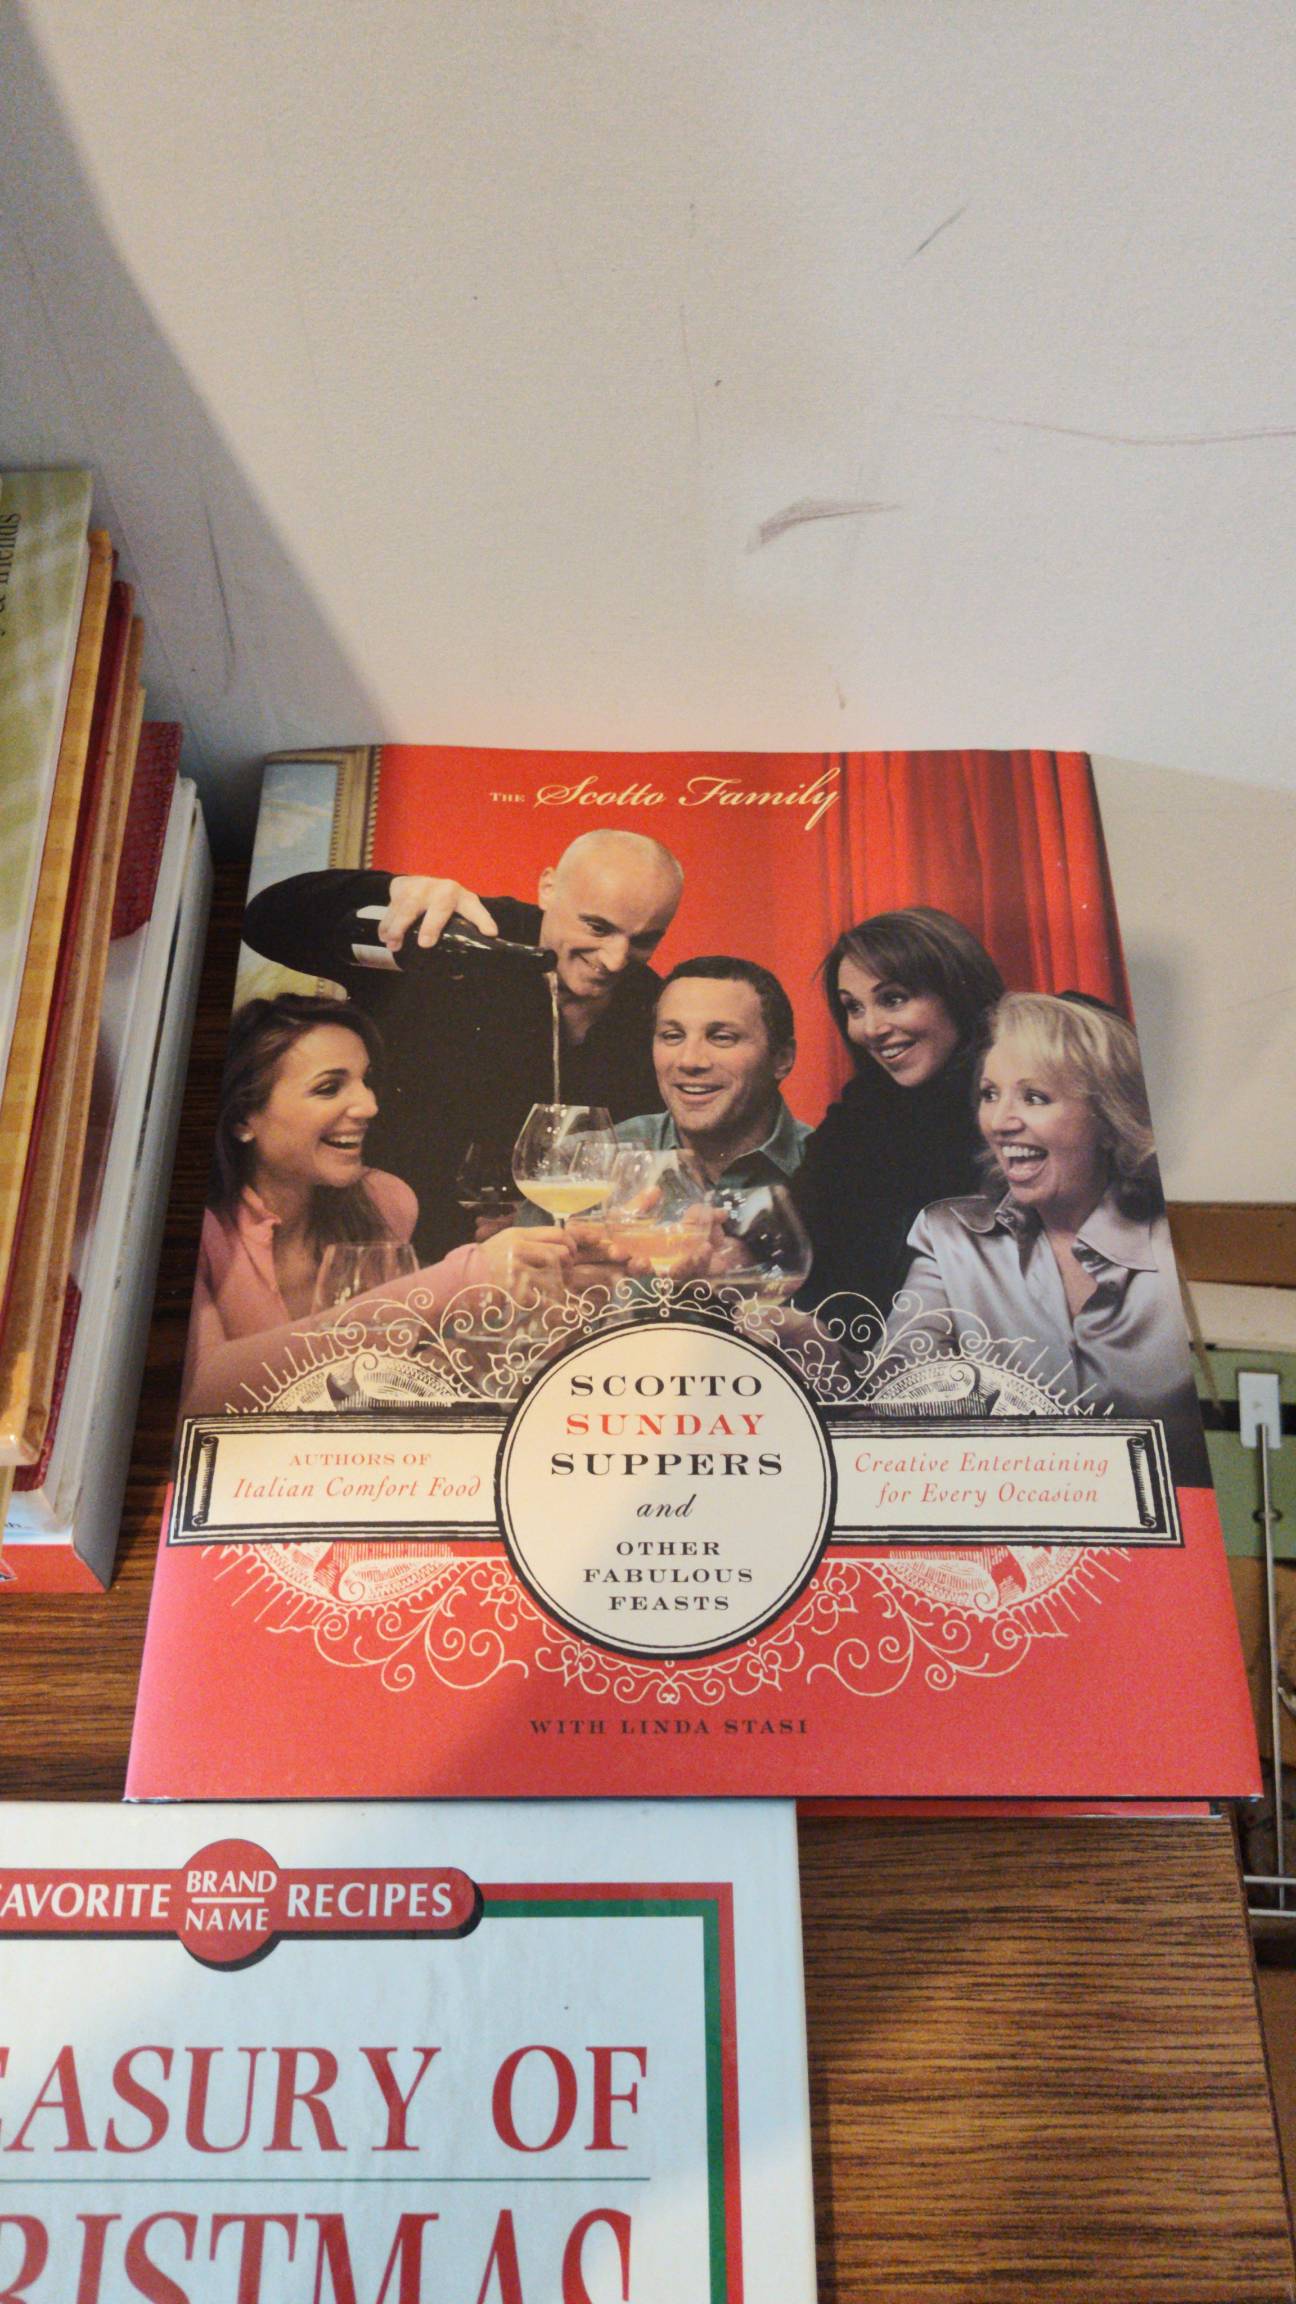 & friends
THE Scotto Family
AUTHORS OF
Italian Comfort Food
SCOTTO
SUNDAY
SUPPERS
and
OTHER
FABULOUS
FEASTS
Creative Entertaining
for Every Occasion
WITH LINDA STASI
AVORITE BRAND NAME RECIPES
EASURY OF
RISTMAS